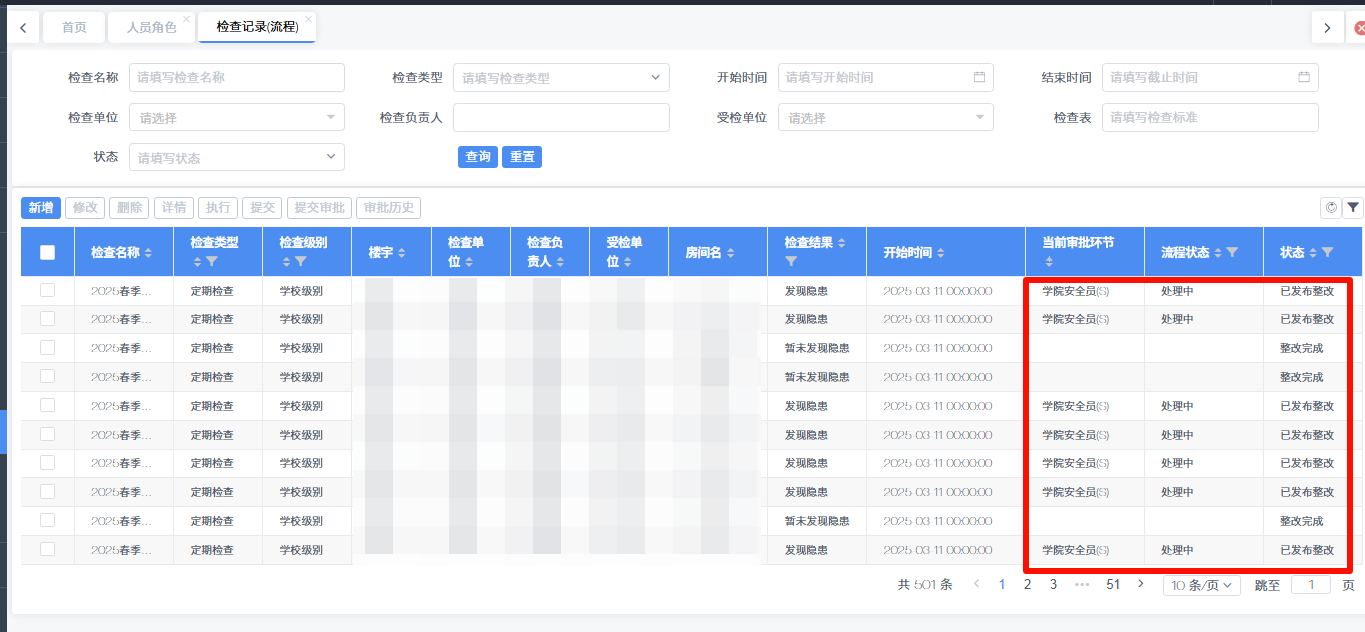 首页 人员角色 检查记录(流程)
检查名称 请填写检查名称 检查类型 请填写检查类型 开始时间 请填写开始时间 结束时间 请填写截止时间
检查单位 请选择 检查负责人 受检单位 请选择 检查表 请填写检查标准
状态 请填写状态 查询 重置
新增 修改 删除 详情 执行 提交 提交审批 审批历史
检查名称 检查类型 检查级别 楼宇 检查单位 检查负责人 受检单位 房间名 检查结果 开始时间 当前审批环节 流程状态 状态
2025春季... 定期检查 学校级别 发现隐患 2025-03-11 00:00:00 学院安全员(S) 处理中 已发布整改
2025春季... 定期检查 学校级别 发现隐患 2025-03-11 00:00:00 学院安全员(S) 处理中 已发布整改
2025春季... 定期检查 学校级别 暂未发现隐患 2025-03-11 00:00:00 整改完成
2025春季... 定期检查 学校级别 暂未发现隐患 2025-03-11 00:00:00 整改完成
2025春季... 定期检查 学校级别 发现隐患 2025-03-11 00:00:00 学院安全员(S) 处理中 已发布整改
2025春季... 定期检查 学校级别 发现隐患 2025-03-11 00:00:00 学院安全员(S) 处理中 已发布整改
2025春季... 定期检查 学校级别 发现隐患 2025-03-11 00:00:00 学院安全员(S) 处理中 已发布整改
2025春季... 定期检查 学校级别 发现隐患 2025-03-11 00:00:00 学院安全员(S) 处理中 已发布整改
2025春季... 定期检查 学校级别 暂未发现隐患 2025-03-11 00:00:00 整改完成
2025春季... 定期检查 学校级别 发现隐患 2025-03-11 00:00:00 学院安全员(S) 处理中 已发布整改
共 501 条 1 2 3 ••• 51 10 条/页 跳至 1 页